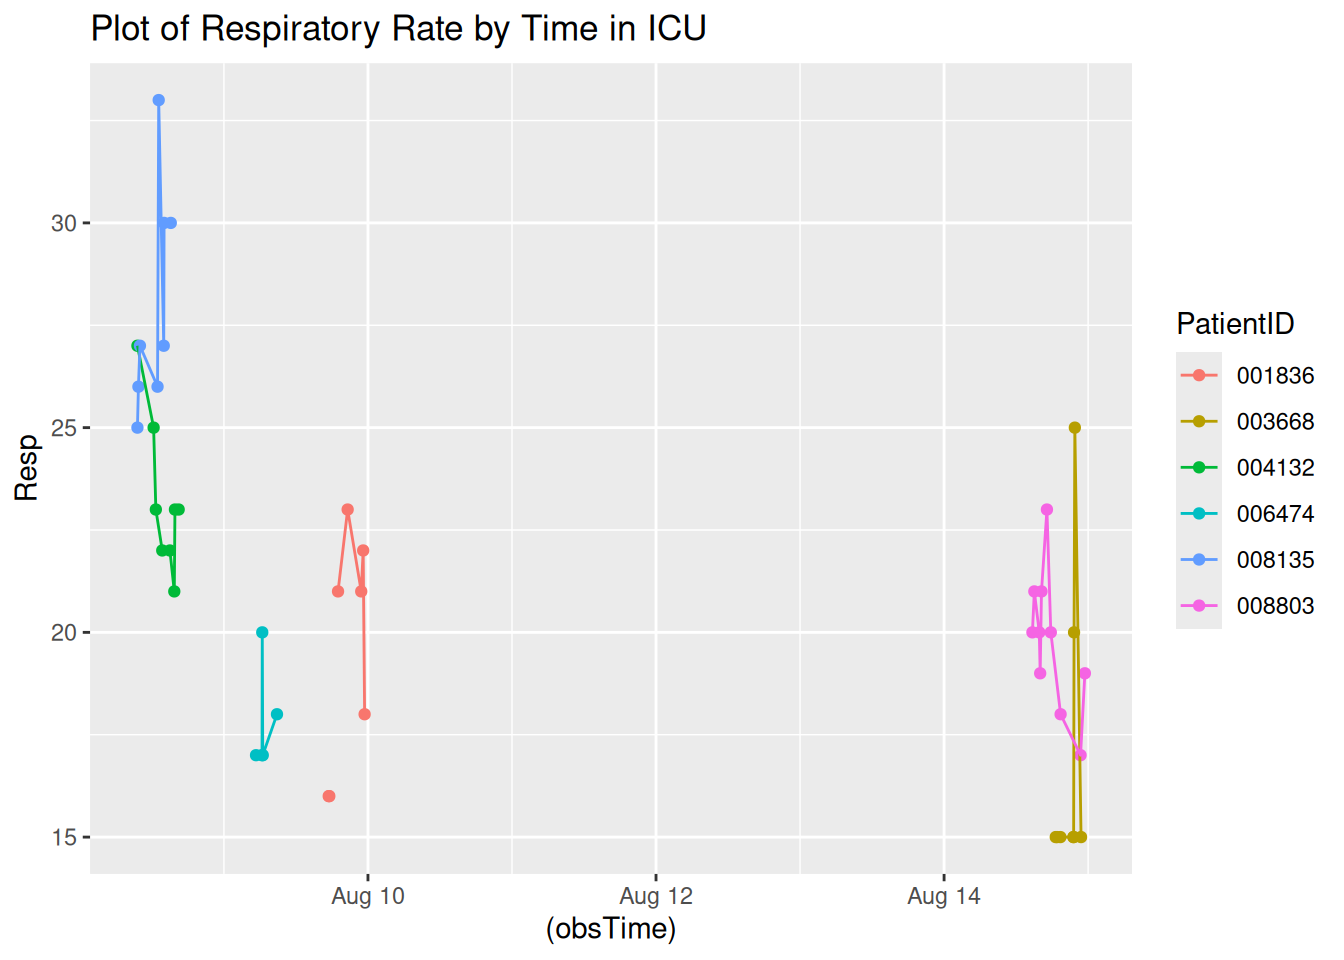 Plot of Respiratory Rate by Time in ICU
Resp
30
25
20
15
Aug 10
Aug 12
Aug 14
(obsTime)
PatientID
001836
003668
004132
006474
008135
008803